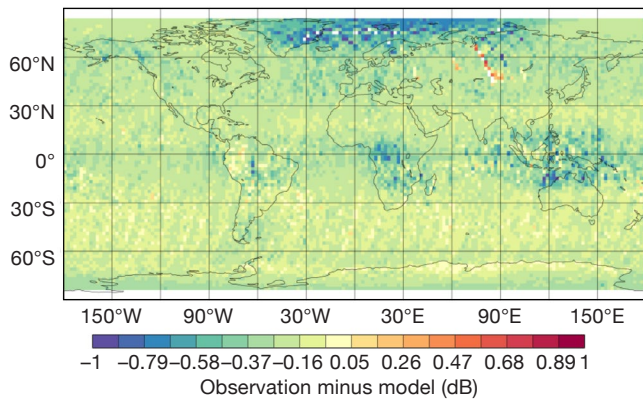 60°N
30°N
0°
30°S
60°S
150°W 90°W 30°W 30°E 90°E 150°E
−1 −0.79 −0.58 −0.37 −0.16 0.05 0.26 0.47 0.68 0.89 1
Observation minus model (dB)